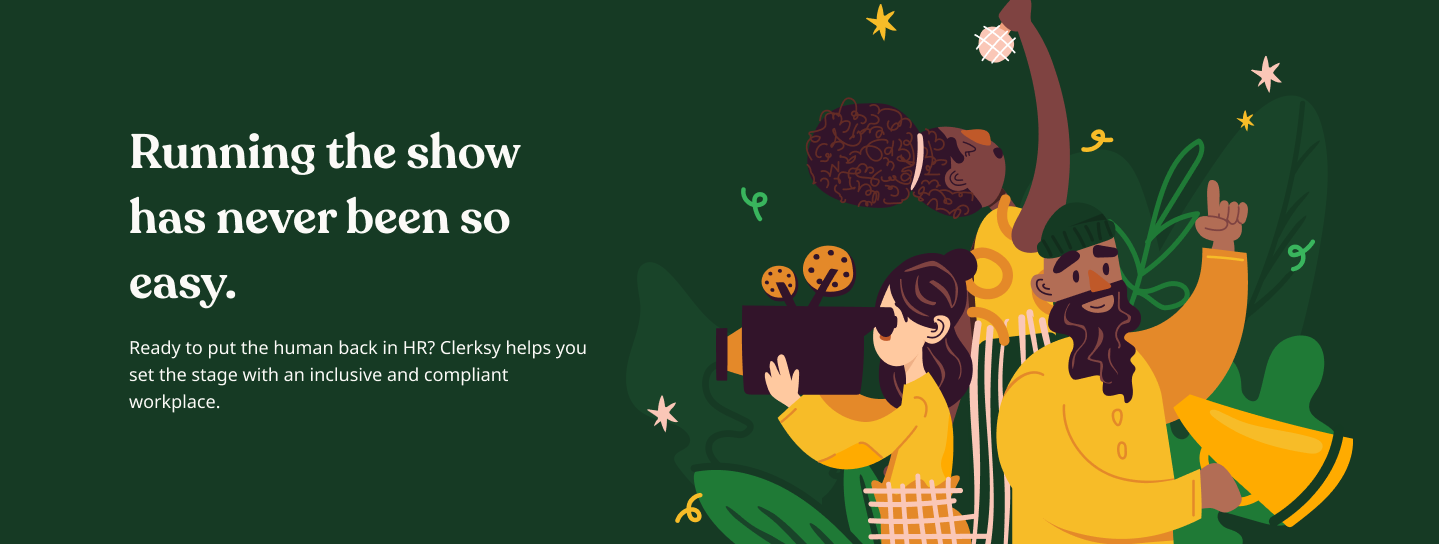 Running the show
has never been so
easy.
Ready to put the human back in HR? Clerksy helps you
set the stage with an inclusive and compliant
workplace.